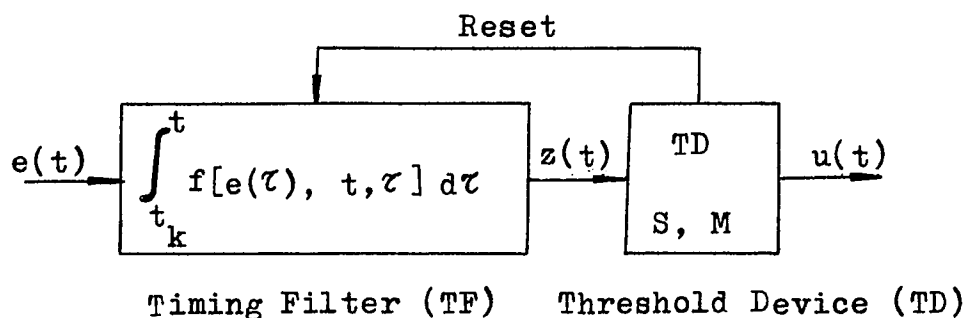 Reset
e(t)
∫ t t_k f[e(τ), t,τ] dτ
z(t)
TD
S, M
u(t)
Timing Filter (TF)
Threshold Device (TD)